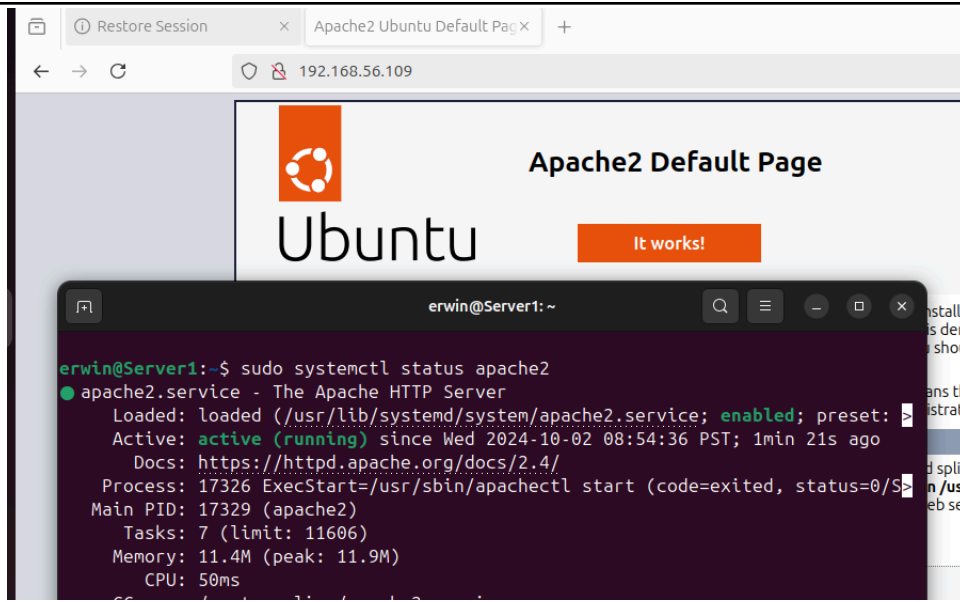 Restore Session
Apache2 Ubuntu Default Pag
192.168.56.109
Apache2 Default Page
Ubuntu
It works!
erwin@Server1: ~
erwin@Server1:~$ sudo systemctl status apache2
● apache2.service - The Apache HTTP Server
Loaded: loaded (/usr/lib/systemd/system/apache2.service; enabled; preset: >
Active: active (running) since Wed 2024-10-02 08:54:36 PST; 1min 21s ago
Docs: https://httpd.apache.org/docs/2.4/
Process: 17326 ExecStart=/usr/sbin/apachectl start (code=exited, status=0/S>
Main PID: 17329 (apache2)
Tasks: 7 (limit: 11606)
Memory: 11.4M (peak: 11.9M)
CPU: 50ms